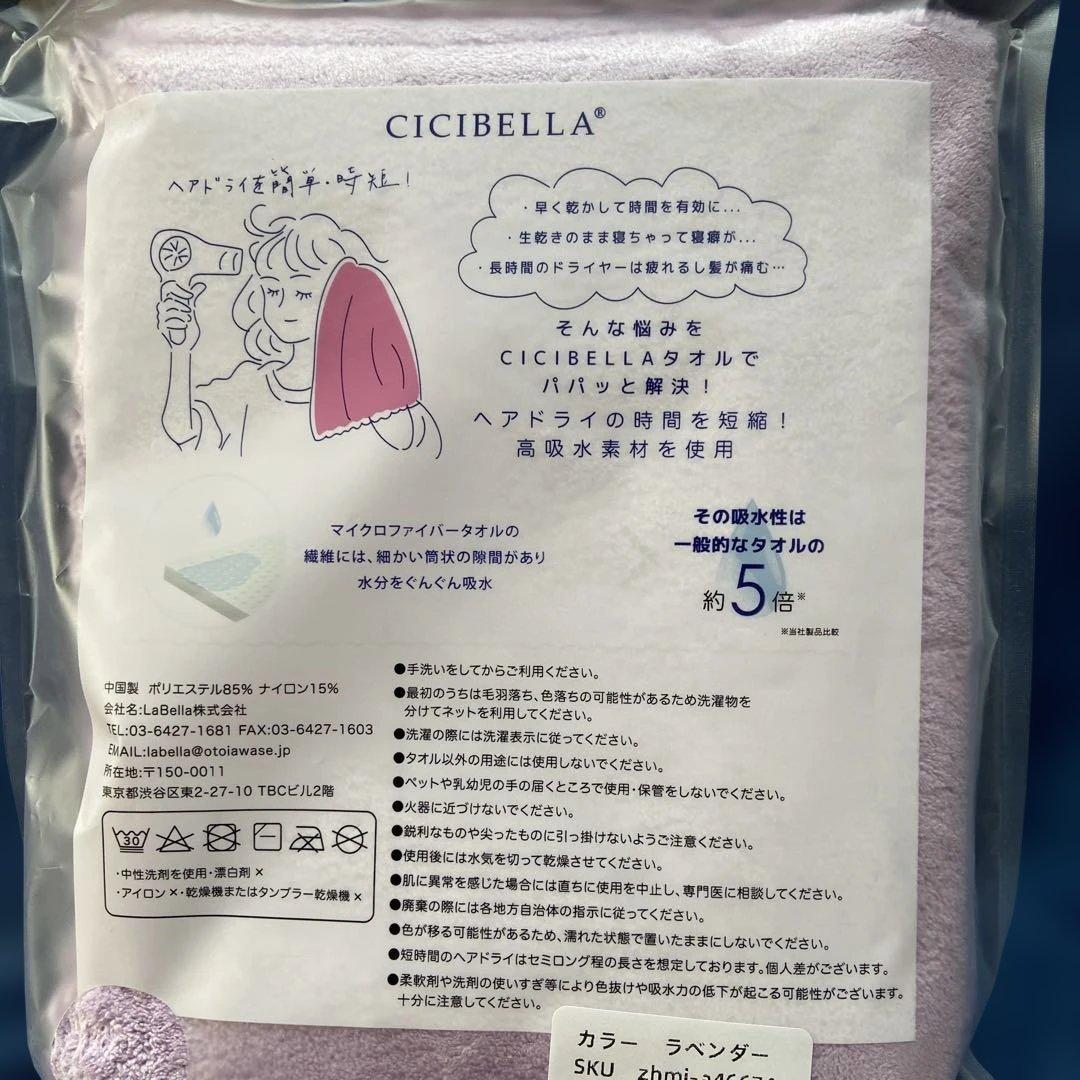 CICIBELLA®
ヘアドライを簡単・時短!
・早く乾かして時間を有効に...
・生乾きのまま寝ちゃって寝癖が...
・長時間のドライヤーは疲れるし髪が痛む…
そんな悩みを
CICIBELLAタオルで
パパッと解決!
ヘアドライの時間を短縮!
高吸水素材を使用
マイクロファイバータオルの
繊維には、細かい筒状の隙間があり
水分をぐんぐん吸水
その吸水性は
一般的なタオルの
約5倍※
※当社製品比較
中国製 ポリエステル85% ナイロン15%
会社名:LaBella株式会社
TEL:03-6427-1681 FAX:03-6427-1603
EMAIL:labella@otoiawase.jp
所在地:〒150-0011
東京都渋谷区東2-27-10 TBCビル2階
30
・中性洗剤を使用・漂白剤×
・アイロン×・乾燥機またはタンブラー乾燥機×
●手洗いをしてからご利用ください。
●最初のうちは毛羽落ち、色落ちの可能性があるため洗濯物を
分けてネットを利用してください。
●洗濯の際には洗濯表示に従ってください。
●タオル以外の用途には使用しないでください。
●ペットや乳幼児の手の届くところで使用・保管をしないでください。
●火器に近づけないでください。
●鋭利なものや尖ったものに引っ掛けないようご注意ください。
●使用後には水気を切って乾燥させてください。
●肌に異常を感じた場合には直ちに使用を中止し、専門医に相談してください。
●廃棄の際には各地方自治体の指示に従ってください。
●色が移る可能性があるため、濡れた状態で置いたままにしないでください。
●短時間のヘアドライはセミロング程の長さを想定しております。個人差がございます。
●柔軟剤や洗剤の使いすぎ等により色抜けや吸水力の低下が起こる可能性がございます。
十分に注意してください。
カラー ラベンダー
SKU